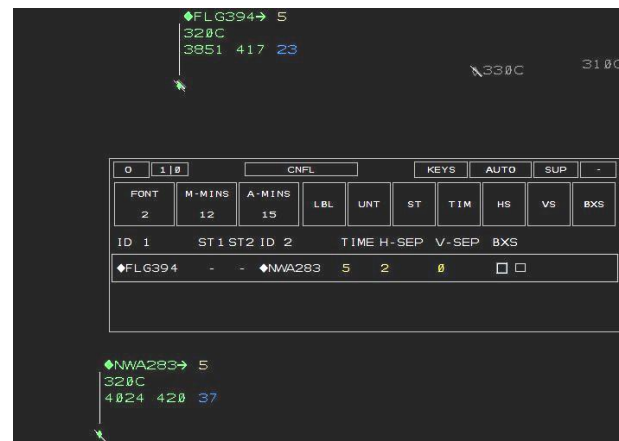 ◆FLG394→ 5
320C
3851 417 23
330C
310C
0 1|0 CNFL KEYS AUTO SUP -
FONT M-MINS A-MINS LBL UNT ST TIM HS VS BXS
2 12 15
ID 1 ST1 ST2 ID 2 TIME H-SEP V-SEP BXS
◆FLG394 - - ◆NWA283 5 2 0
◆NWA283→ 5
320C
4024 420 37